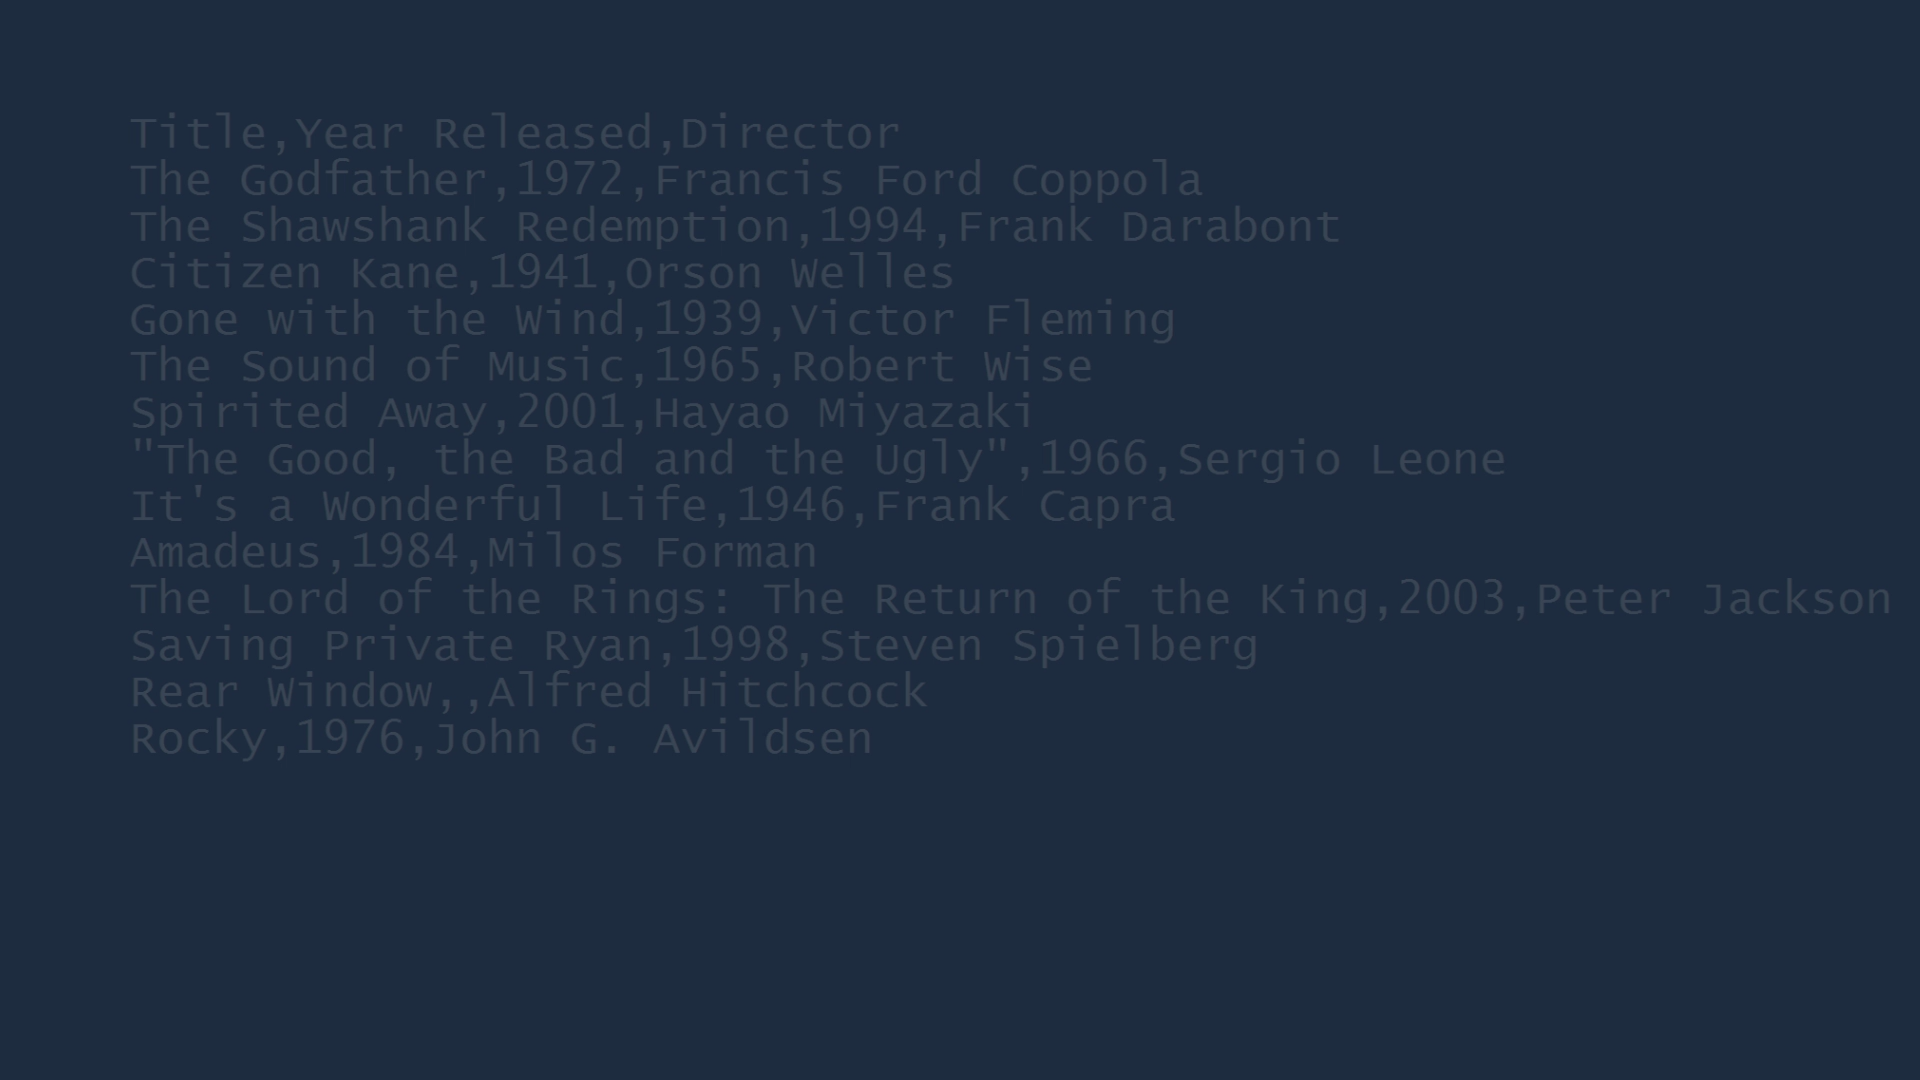 Title,Year Released,Director
The Godfather,1972,Francis Ford Coppola
The Shawshank Redemption,1994,Frank Darabont
Citizen Kane,1941,Orson Welles
Gone with the Wind,1939,Victor Fleming
The Sound of Music,1965,Robert Wise
Spirited Away,2001,Hayao Miyazaki
"The Good, the Bad and the Ugly",1966,Sergio Leone
It's a Wonderful Life,1946,Frank Capra
Amadeus,1984,Milos Forman
The Lord of the Rings: The Return of the King,2003,Peter Jackson
Saving Private Ryan,1998,Steven Spielberg
Rear Window,,Alfred Hitchcock
Rocky,1976,John G. Avildsen